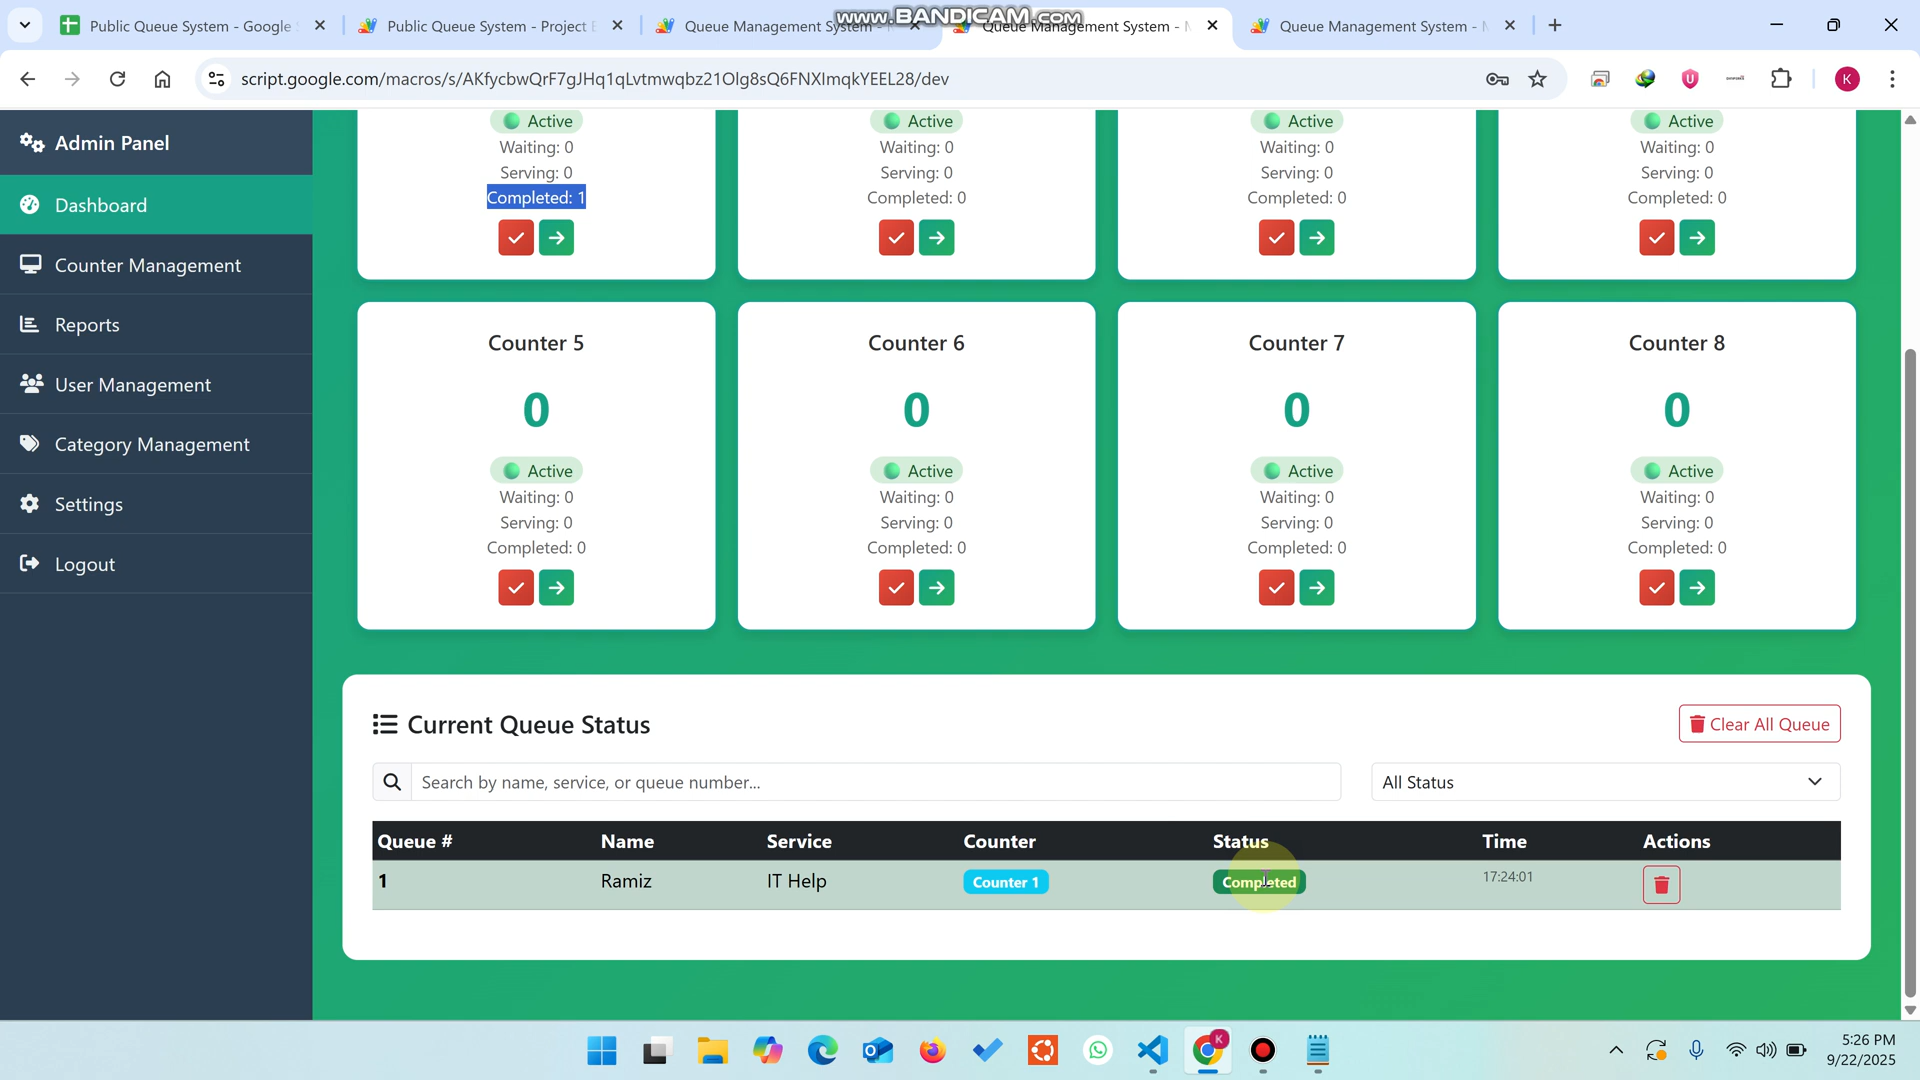 Public Queue System - Google
Public Queue System - Project
Queue Management System -
Queue Management System -
Queue Management System -
www.BANDICAM.com
script.google.com/macros/s/AKfycbwQrF7gJHq1qLvtmwqbz21Olg8sQ6FNXImqkYEEL28/dev
K
Admin Panel
Dashboard
Counter Management
Reports
User Management
Category Management
Settings
Logout
Active Active Active Active
Waiting: 0 Waiting: 0 Waiting: 0 Waiting: 0
Serving: 0 Serving: 0 Serving: 0 Serving: 0
Completed: 1 Completed: 0 Completed: 0 Completed: 0
Counter 5 Counter 6 Counter 7 Counter 8
0 0 0 0
Active Active Active Active
Waiting: 0 Waiting: 0 Waiting: 0 Waiting: 0
Serving: 0 Serving: 0 Serving: 0 Serving: 0
Completed: 0 Completed: 0 Completed: 0 Completed: 0
Current Queue Status
Clear All Queue
Search by name, service, or queue number...
All Status
Queue # Name Service Counter Status Time Actions
1 Ramiz IT Help Counter 1 Completed 17:24:01
5:26 PM
9/22/2025